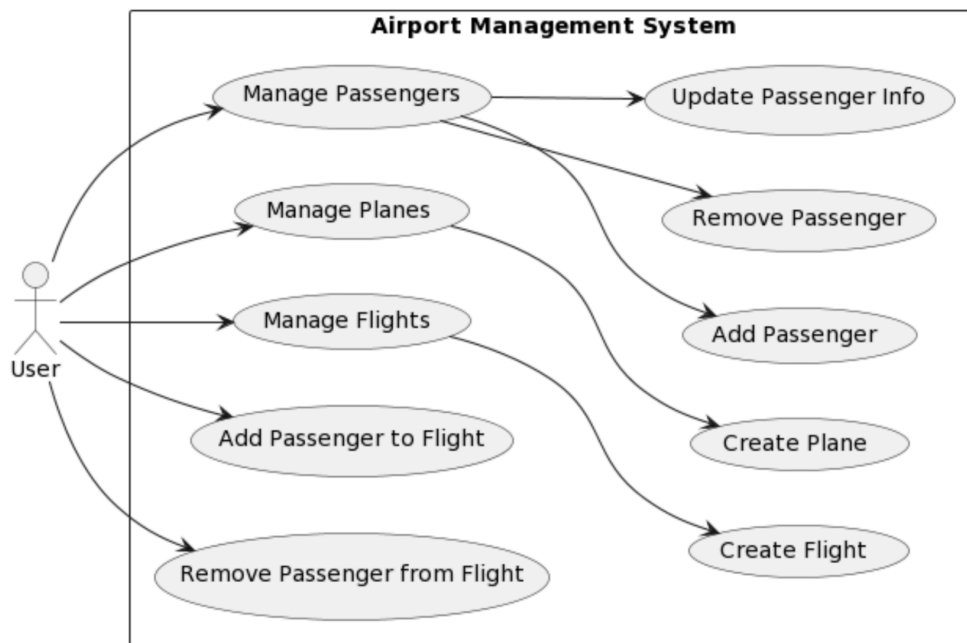 Airport Management System
Manage Passengers
Update Passenger Info
Manage Planes
Remove Passenger
Manage Flights
Add Passenger
User
Add Passenger to Flight
Create Plane
Remove Passenger from Flight
Create Flight